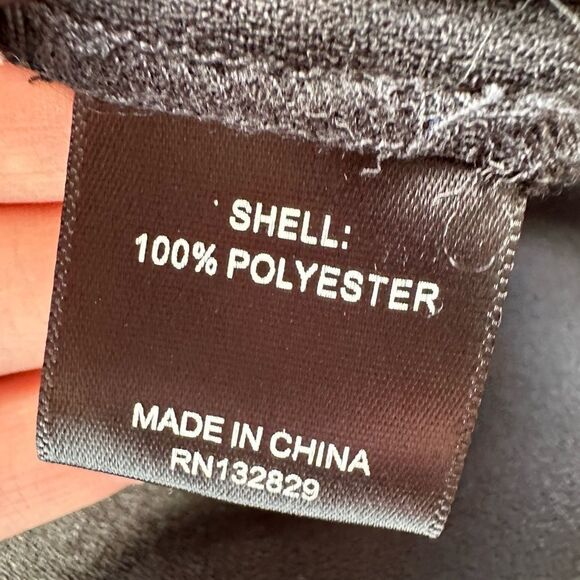 SHELL:
100% POLYESTER
MADE IN CHINA
RN132829